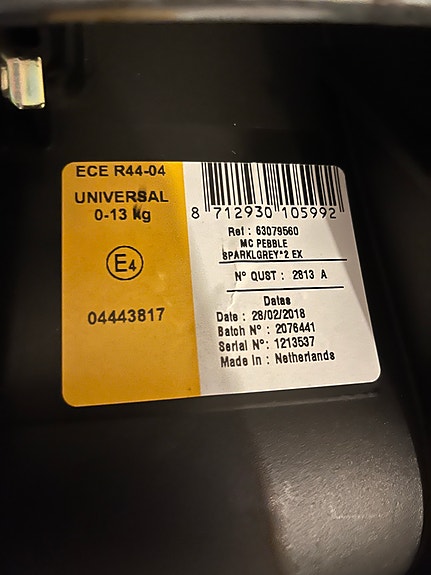 ECE R44-04
UNIVERSAL
0-13 kg
E4
04443817
8 712930 105992
Ref : 63079560
MC PEBBLE
SPARKLGREY*2 EX
N° QUST : 2813 A
Datas
Date : 28/02/2018
Batch N° : 2076441
Serial N° : 1213537
Made In : Netherlands